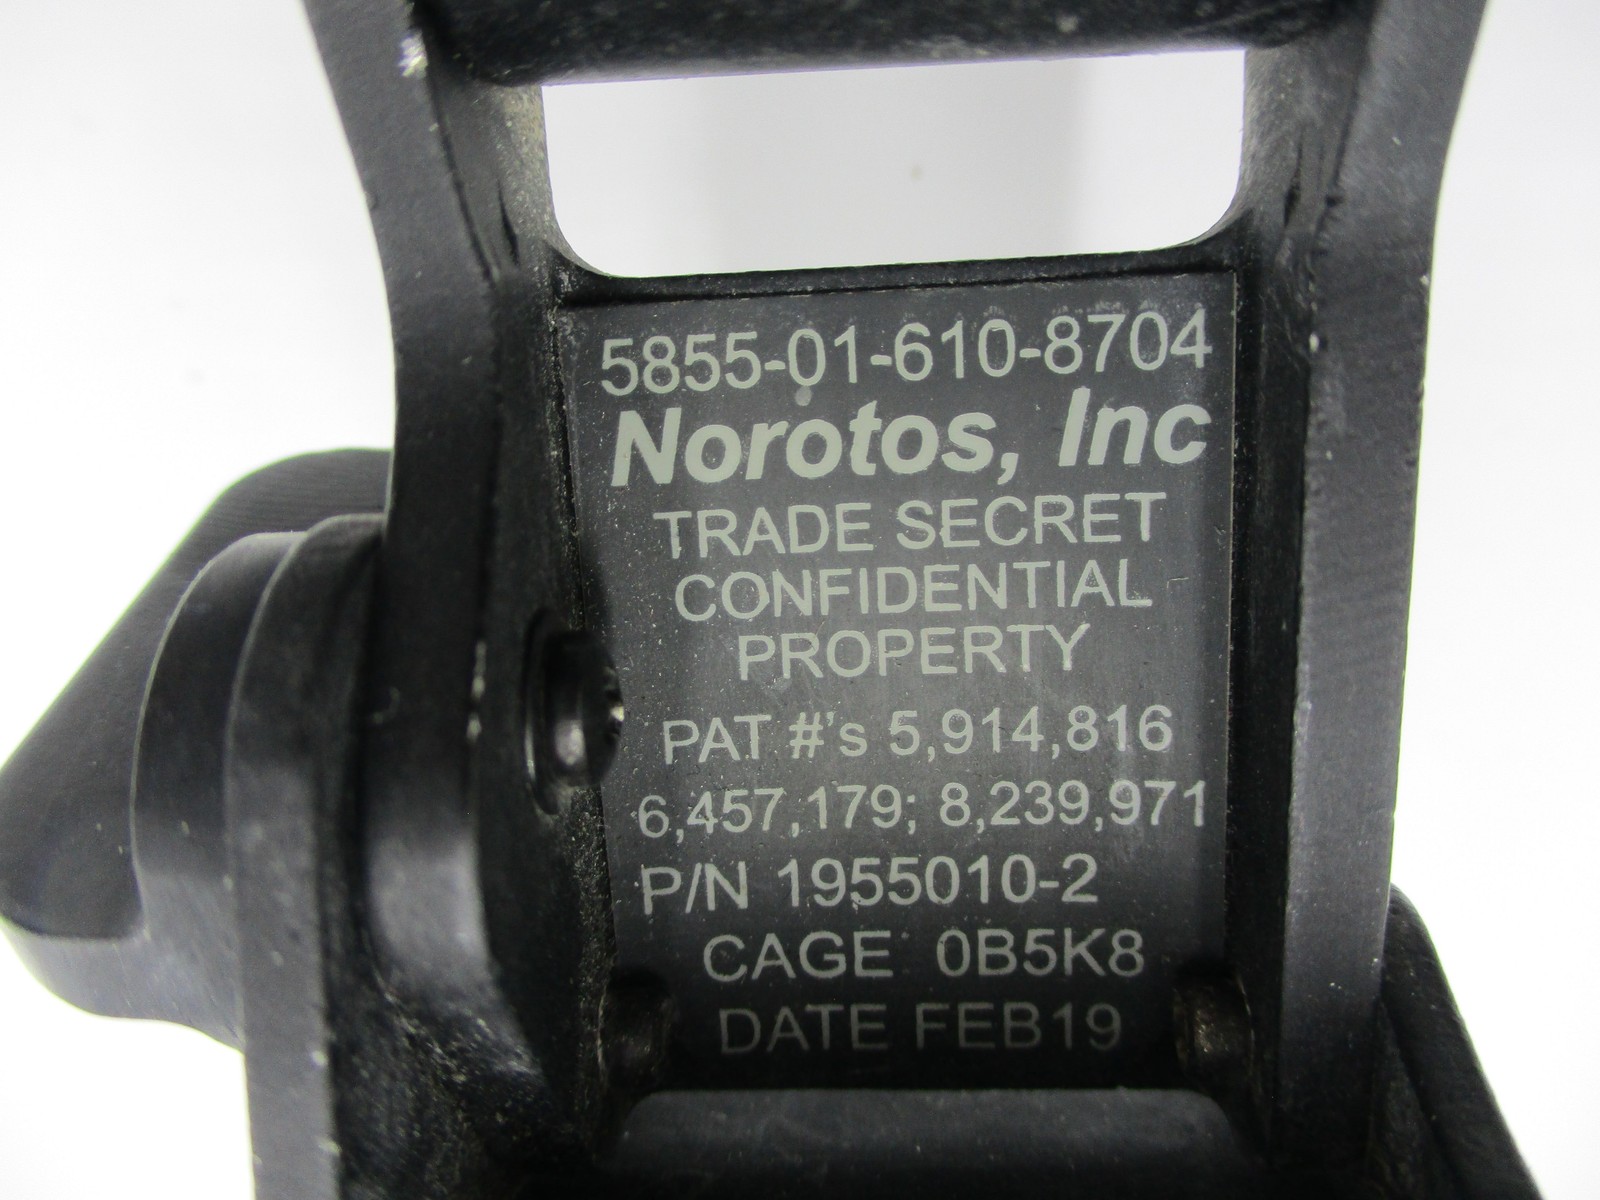 5855-01-610-8704
Norotos, Inc
TRADE SECRET
CONFIDENTIAL
PROPERTY
PAT #'s 5,914,816
6,457,179; 8,239,971
P/N 1955010-2
CAGE 0B5K8
DATE FEB19